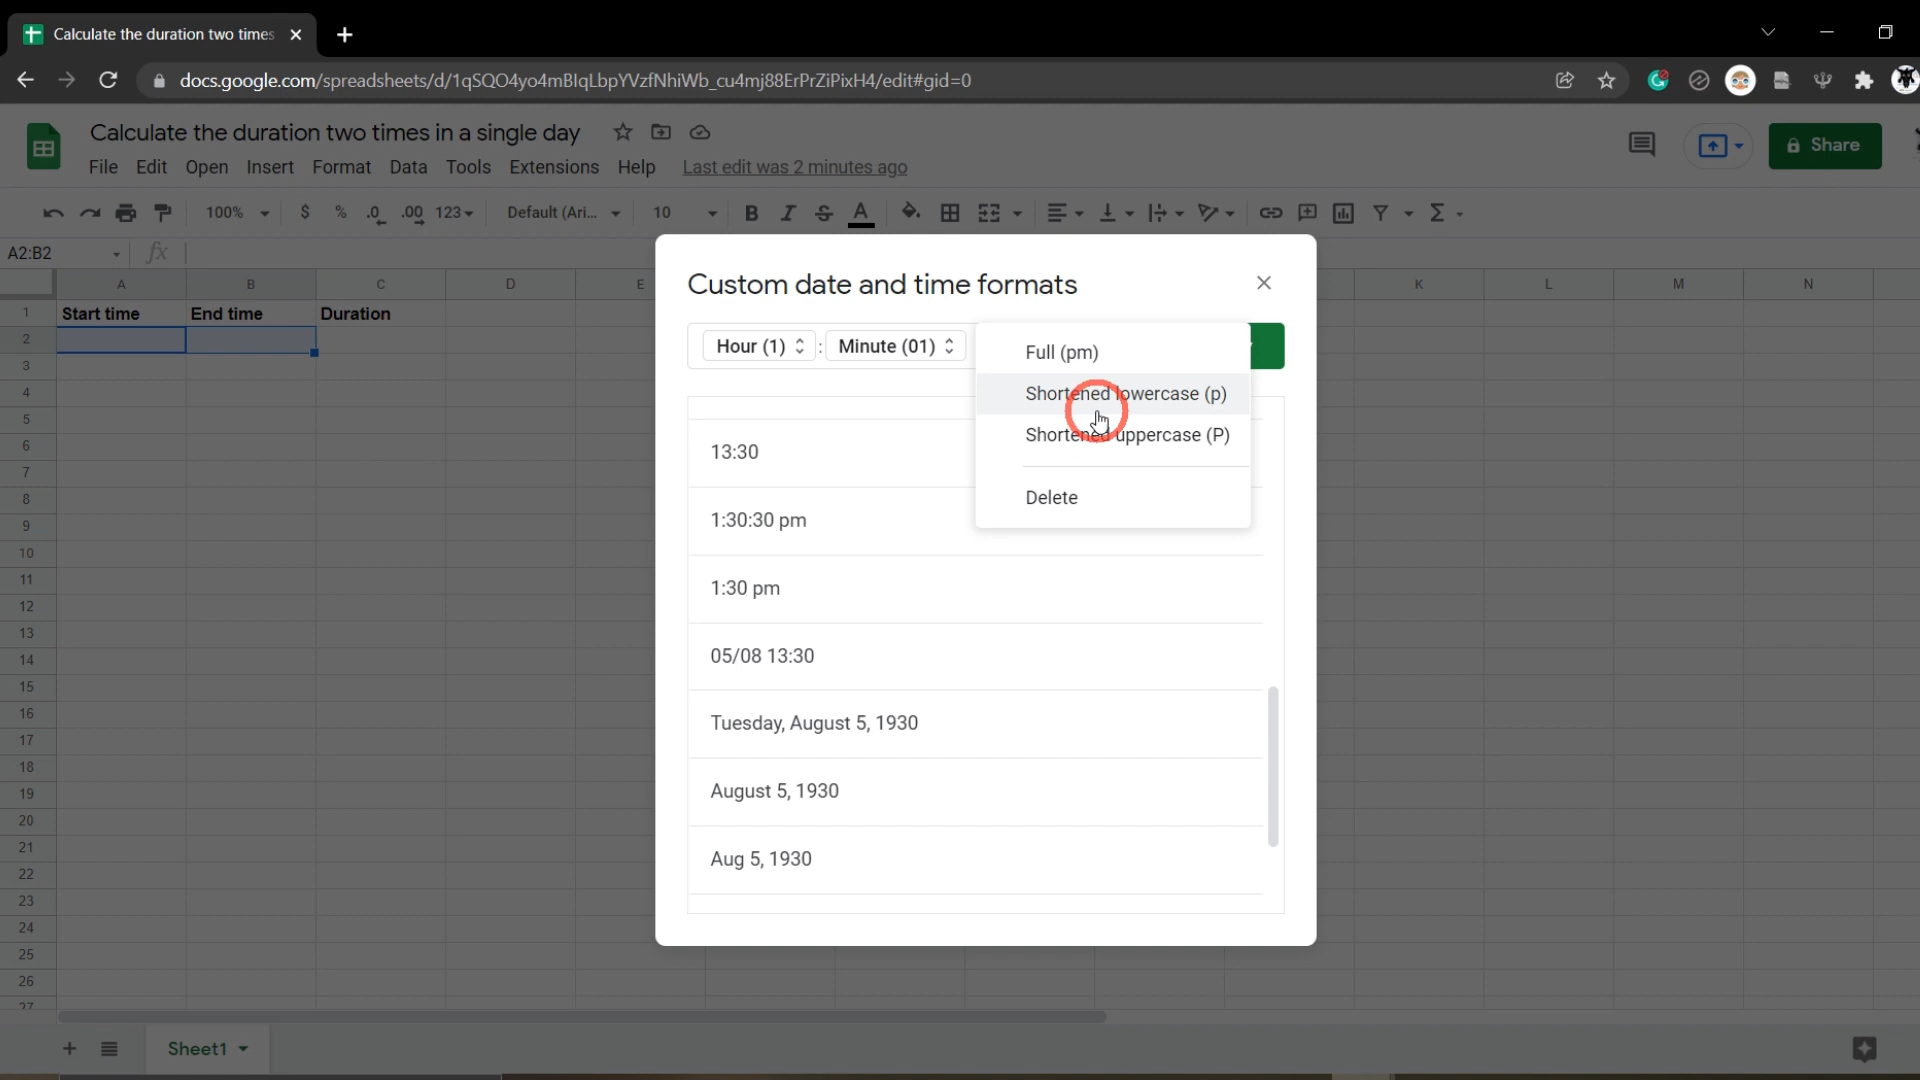 Calculate the duration two times
docs.google.com/spreadsheets/d/1qSQO4yo4mBlqLbpYVzfNhiWb_cu4mj88ErPrZiPixH4/edit#gid=0
Calculate the duration two times in a single day
Share
File Edit Open Insert Format Data Tools Extensions Help Last edit was 2 minutes ago
100% $ % .0 .00 123 Default (Ari... 10 B I S A Σ
A2:B2 fx
A B C D E K L M N
Custom date and time formats
1 Start time End time Duration
Hour (1) : Minute (01)
Full (pm)
Shortened lowercase (p)
Shortened uppercase (P)
Delete
13:30
1:30:30 pm
1:30 pm
05/08 13:30
Tuesday, August 5, 1930
August 5, 1930
Aug 5, 1930
2
3
4
5
6
7
8
9
10
11
12
13
14
15
16
17
18
19
20
21
22
23
24
25
26
27
Sheet1